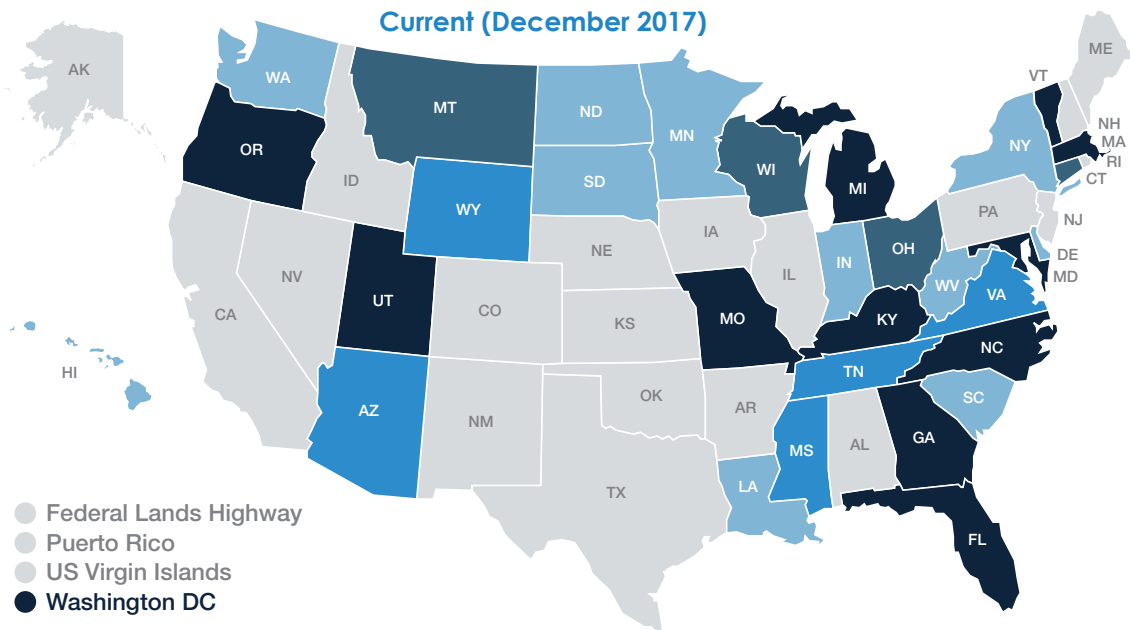 Current (December 2017)
AK
WA
MT
ND
MN
VT
ME
OR
ID
WY
SD
WI
MI
NY
NH
MA
RI
CT
NV
UT
CO
NE
IA
IL
IN
OH
PA
NJ
DE
MD
WV
VA
CA
KS
MO
KY
NC
HI
AZ
NM
OK
AR
TN
SC
MS
AL
GA
TX
LA
FL
Federal Lands Highway
Puerto Rico
US Virgin Islands
Washington DC